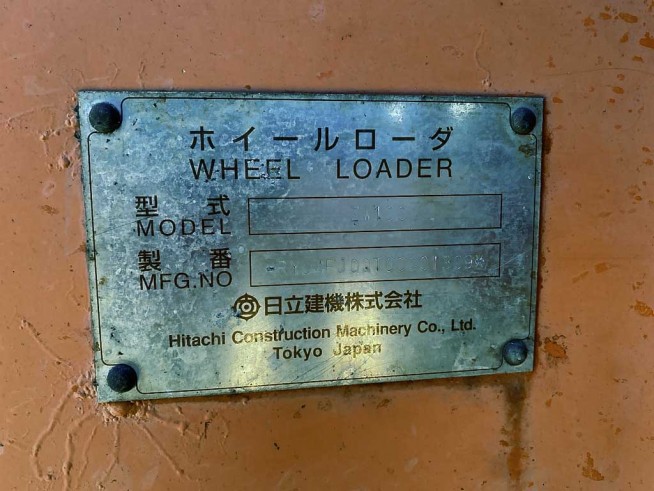 ホイールローダ
WHEEL LOADER
型式
MODEL
製番
MFG.NO
日立建機株式会社
Hitachi Construction Machinery Co., Ltd.
Tokyo Japan